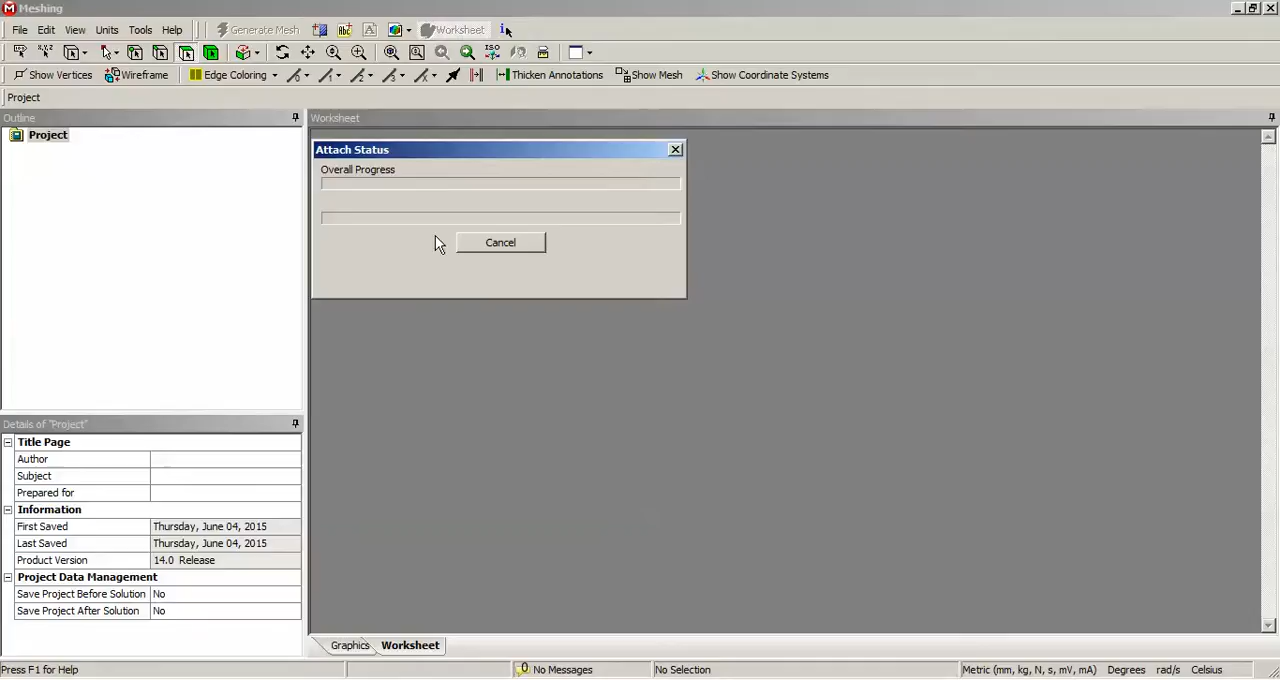 Meshing
File Edit View Units Tools Help Generate Mesh Worksheet
Show Vertices Wireframe Edge Coloring Thicken Annotations Show Mesh Show Coordinate Systems
Project
Outline
Project
Worksheet
Attach Status
Overall Progress
Cancel
Details of "Project"
Title Page
Author
Subject
Prepared for
Information
First Saved Thursday, June 04, 2015
Last Saved Thursday, June 04, 2015
Product Version 14.0 Release
Project Data Management
Save Project Before Solution No
Save Project After Solution No
Graphics Worksheet
Press F1 for Help 0 No Messages No Selection Metric (mm, kg, N, s, mV, mA) Degrees rad/s Celsius